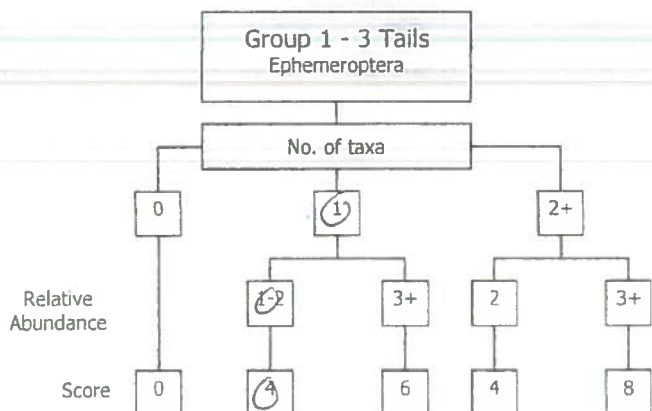 Group 1 - 3 Tails
Ephemeroptera
No. of taxa
0 1 2+
Relative Abundance 1-2 3+ 2 3+
Score 0 4 6 4 8